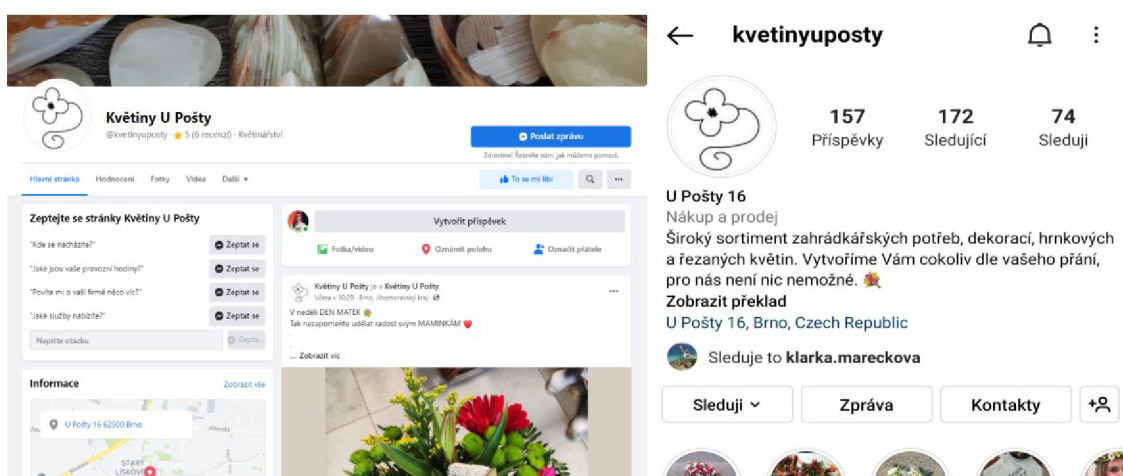 Květiny U Pošty
@kvetinyuposty · 5 (6 recenzí) · Květinářství
Poslat zprávu
Zdravíme! Řekněte nám, jak můžeme pomoct.
Hlavní stránka Hodnocení Fotky Videa Další
To se mi líbí
Zeptejte se stránky Květiny U Pošty
"Kde se nacházíte?" Zeptat se
"Jaké jsou vaše provozní hodiny?" Zeptat se
"Povíte mi o vaší firmě něco víc?" Zeptat se
"Jaké služby nabízíte?" Zeptat se
Napište otázku Zepta...
Informace Zobrazit vše
U Pošty 16 62500 Brno
STARÝ
LÍSKOVEC
Vytvořit příspěvek
Fotka/video Oznámit polohu Označit přátele
Květiny U Pošty je v Květiny U Pošty.
Včera v 10:29 · Brno, Jihomoravský kraj ·
V neděli DEN MATEK
Tak nezapomeňte udělat radost svým MAMINKÁM
.
.
... Zobrazit víc
kvetinyuposty
157 172 74
Příspěvky Sledující Sleduji
U Pošty 16
Nákup a prodej
Široký sortiment zahrádkářských potřeb, dekorací, hrnkových
a řezaných květin. Vytvoříme Vám cokoliv dle vašeho přání,
pro nás není nic nemožné.
Zobrazit překlad
U Pošty 16, Brno, Czech Republic
Sleduje to klarka.mareckova
Sleduji Zpráva Kontakty